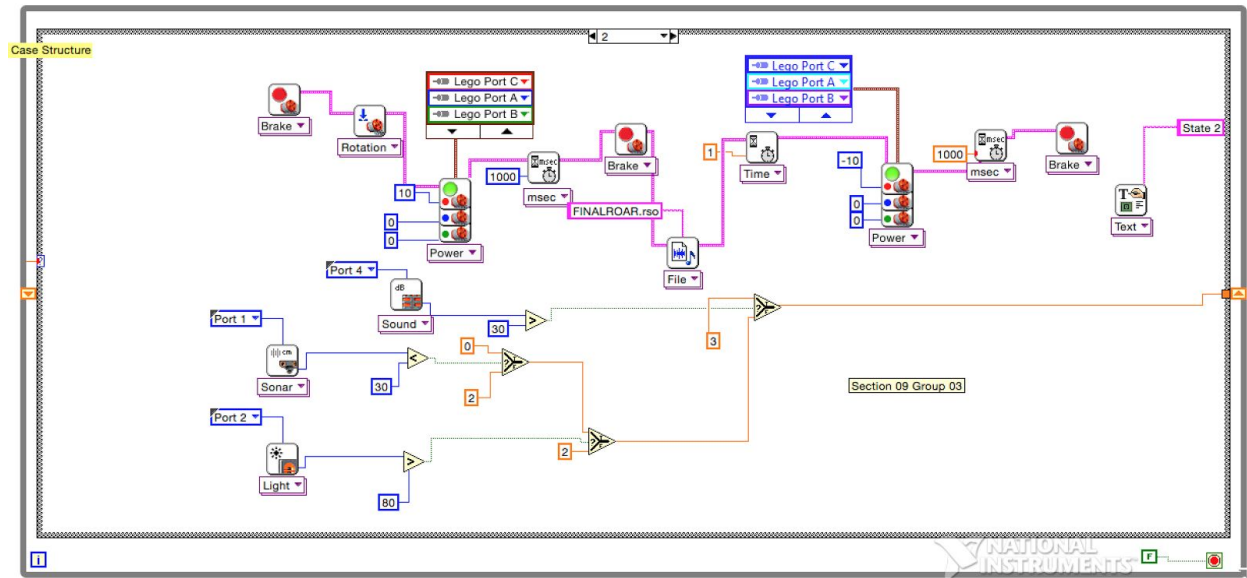 2
Case Structure
Lego Port C
Lego Port A
Lego Port B
Lego Port C
Lego Port A
Lego Port B
Brake
Rotation
10
0
0
Power
msec
1000
msec
Brake
FINALROAR.rso
File
1
Time
-10
0
0
Power
1000
msec
msec
Brake
State 2
T
Text
Port 4
dB
Sound
30
Port 1
cm
Sonar
30
0
2
3
Port 2
Light
80
2
Section 09 Group 03
i
NATIONAL
INSTRUMENTS
F